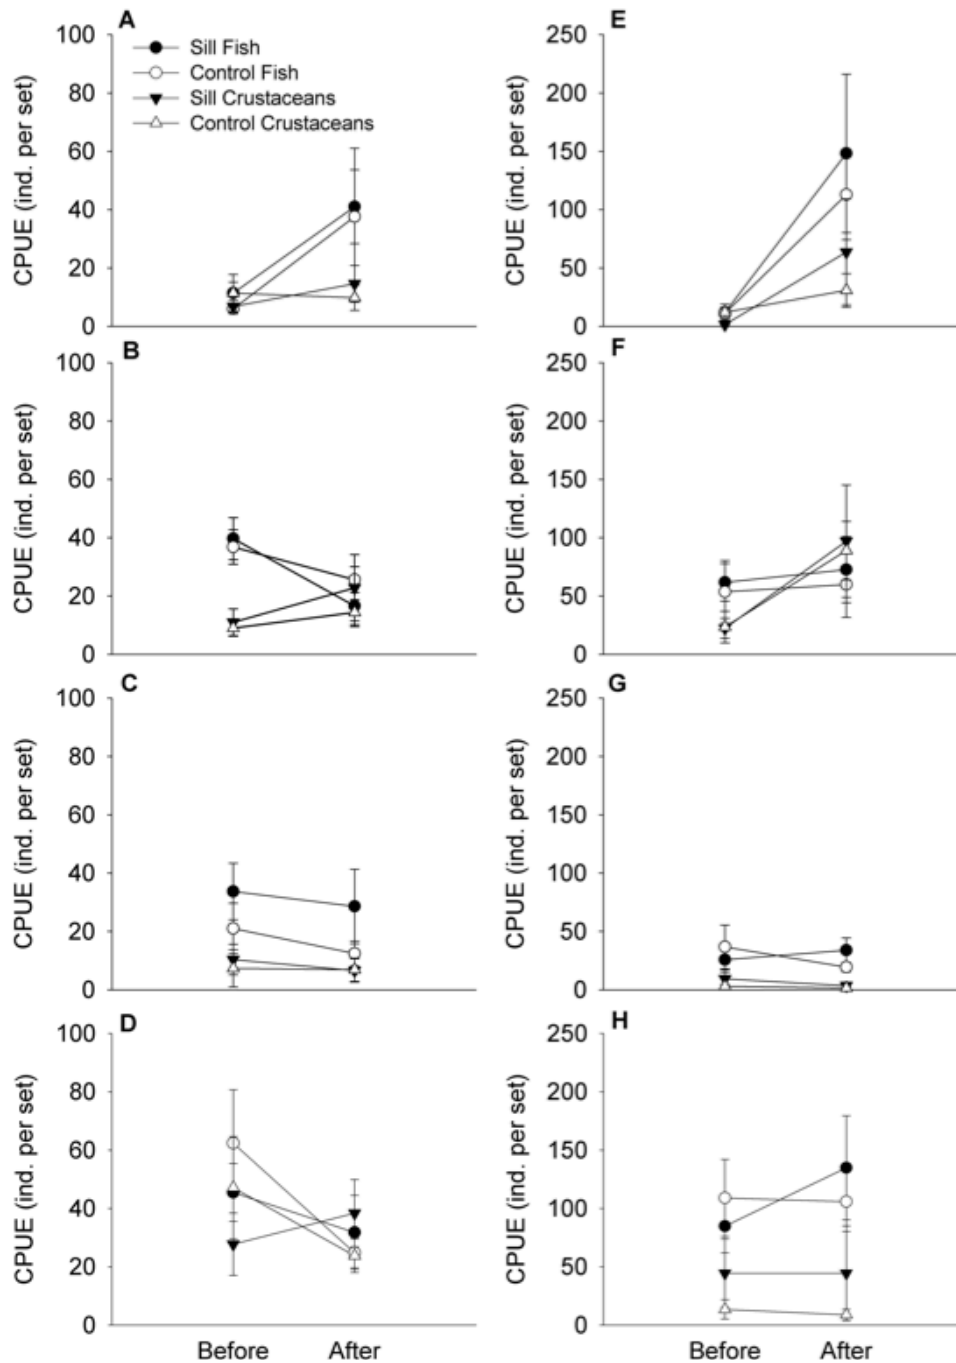 A
100
80
60
40
20
0
CPUE (ind. per set)
Sill Fish
Control Fish
Sill Crustaceans
Control Crustaceans
E
250
200
150
100
50
0
CPUE (ind. per set)
B
100
80
60
40
20
0
CPUE (ind. per set)
F
250
200
150
100
50
0
CPUE (ind. per set)
C
100
80
60
40
20
0
CPUE (ind. per set)
G
250
200
150
100
50
0
CPUE (ind. per set)
D
100
80
60
40
20
0
CPUE (ind. per set)
Before After
H
250
200
150
100
50
0
CPUE (ind. per set)
Before After